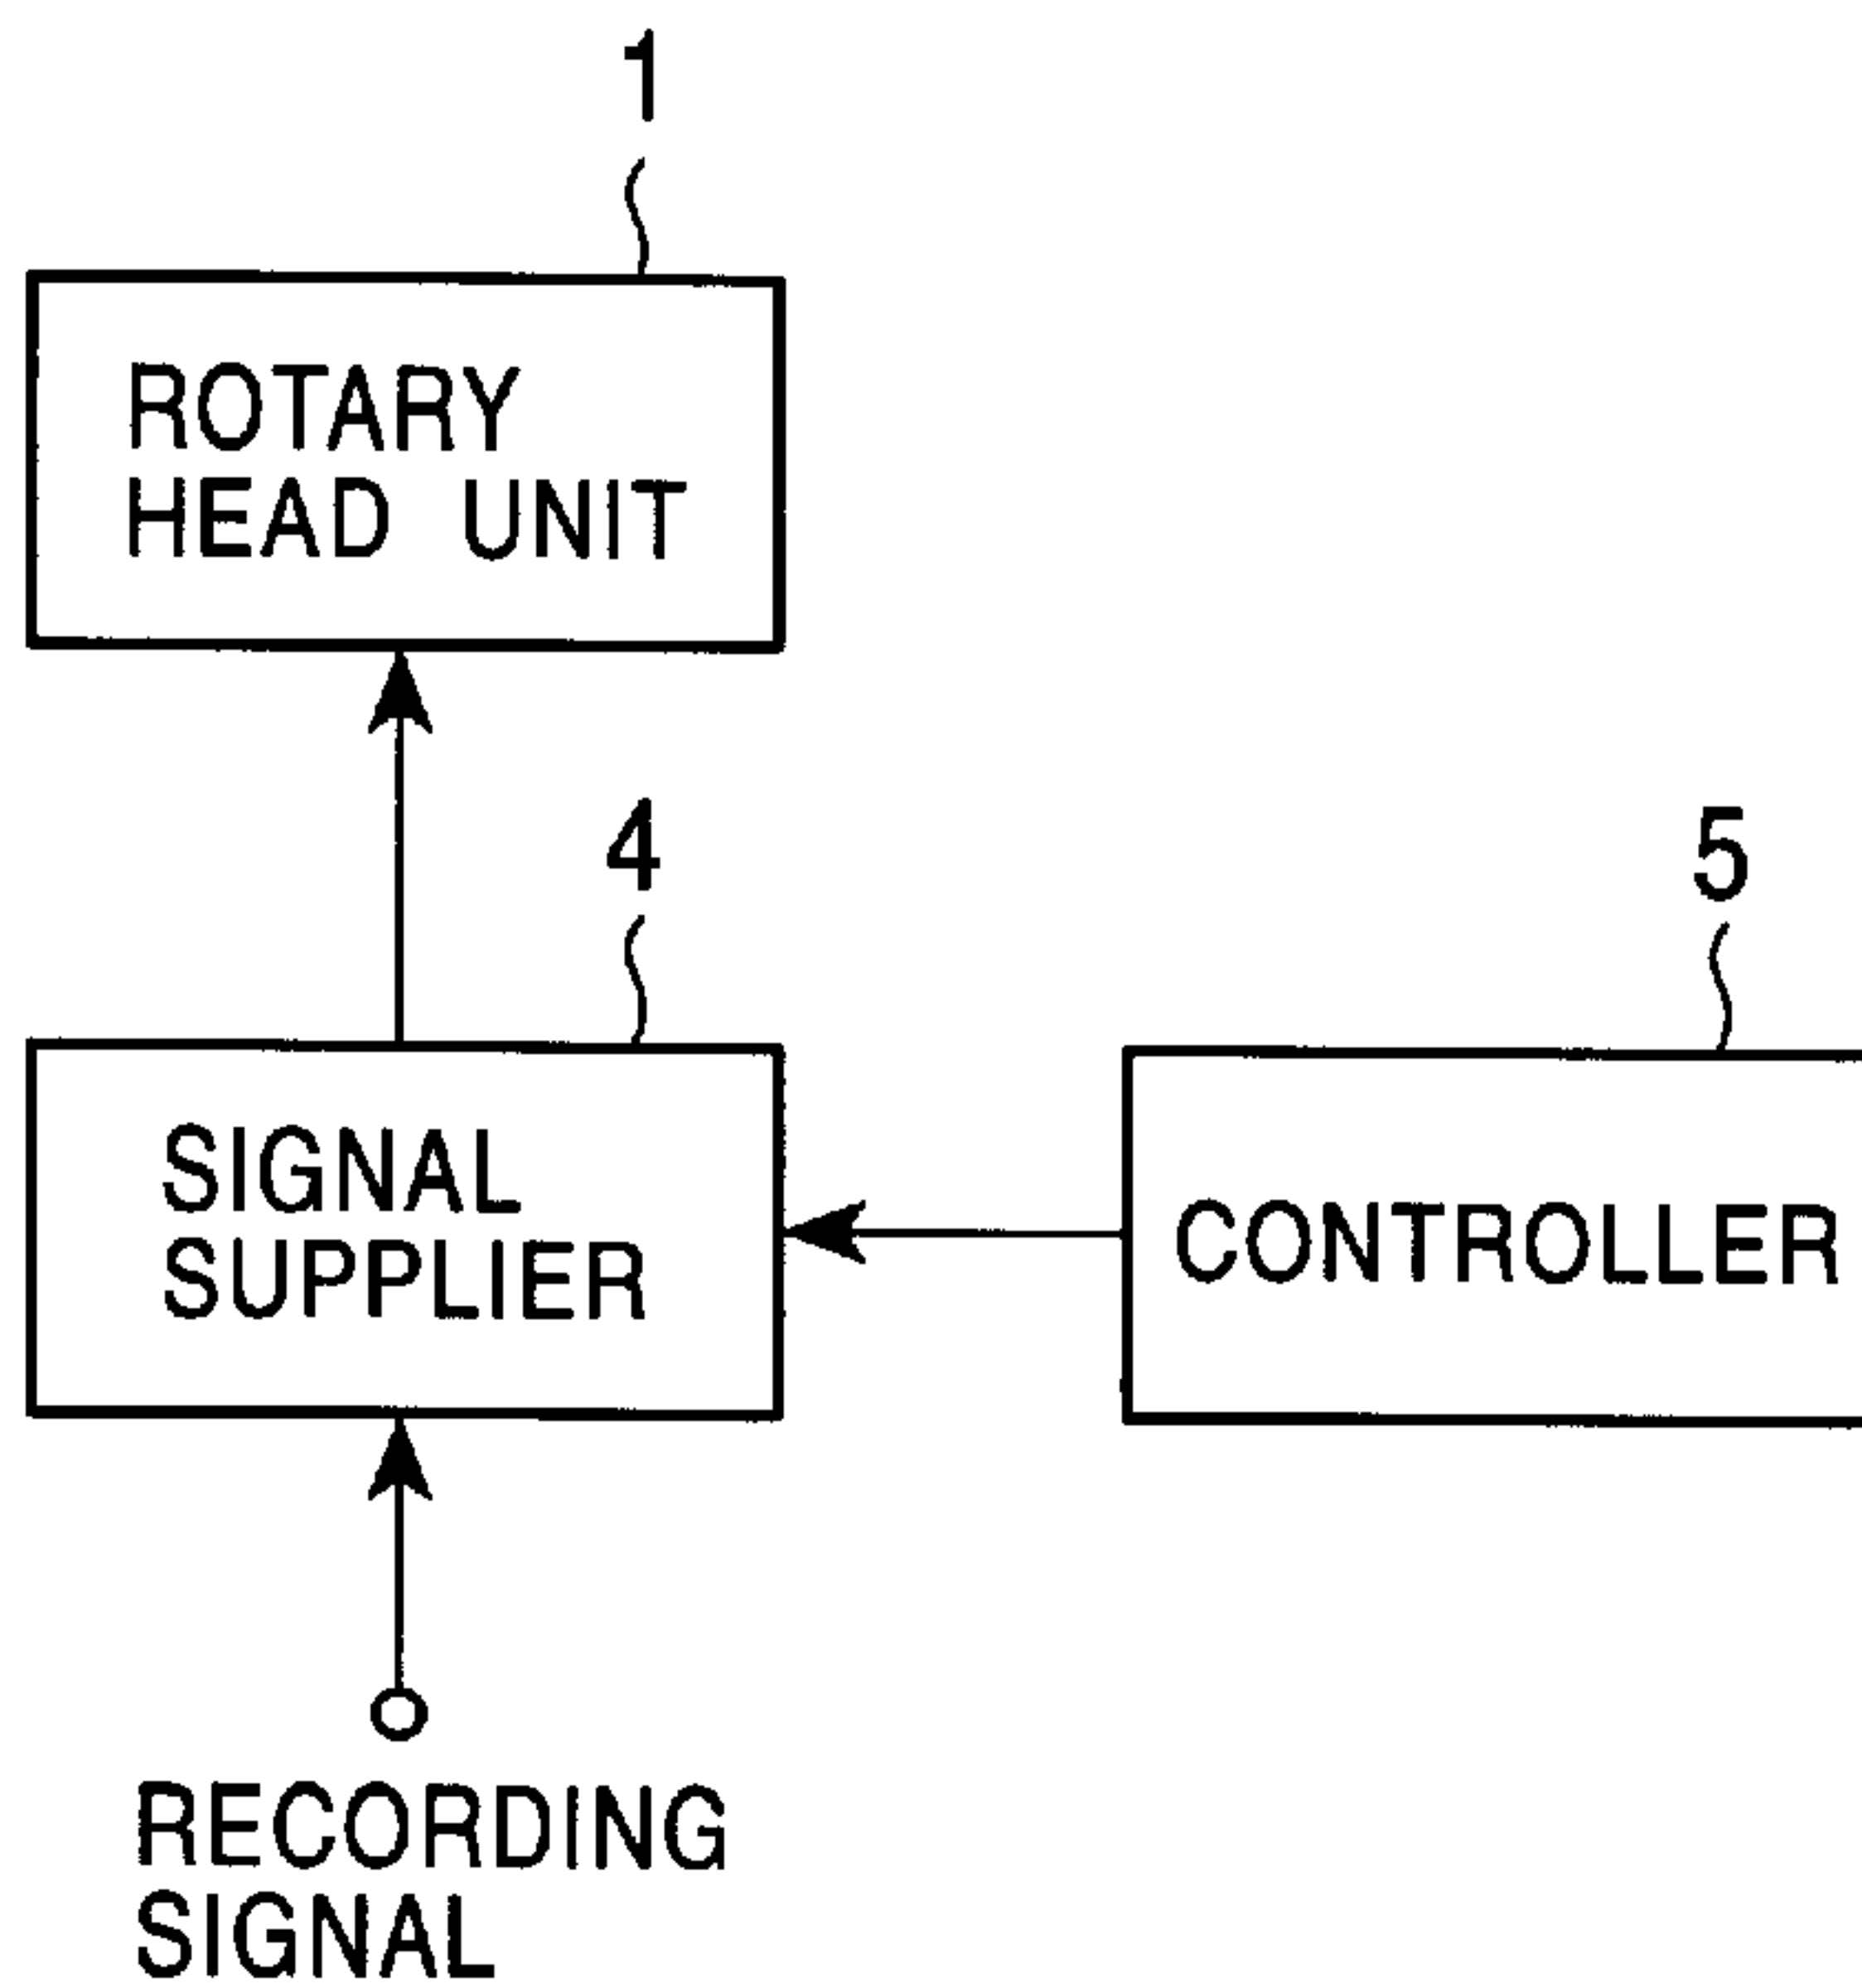 1
ROTARY
HEAD UNIT
4
5
SIGNAL
SUPPLIER
CONTROLLER
RECORDING
SIGNAL